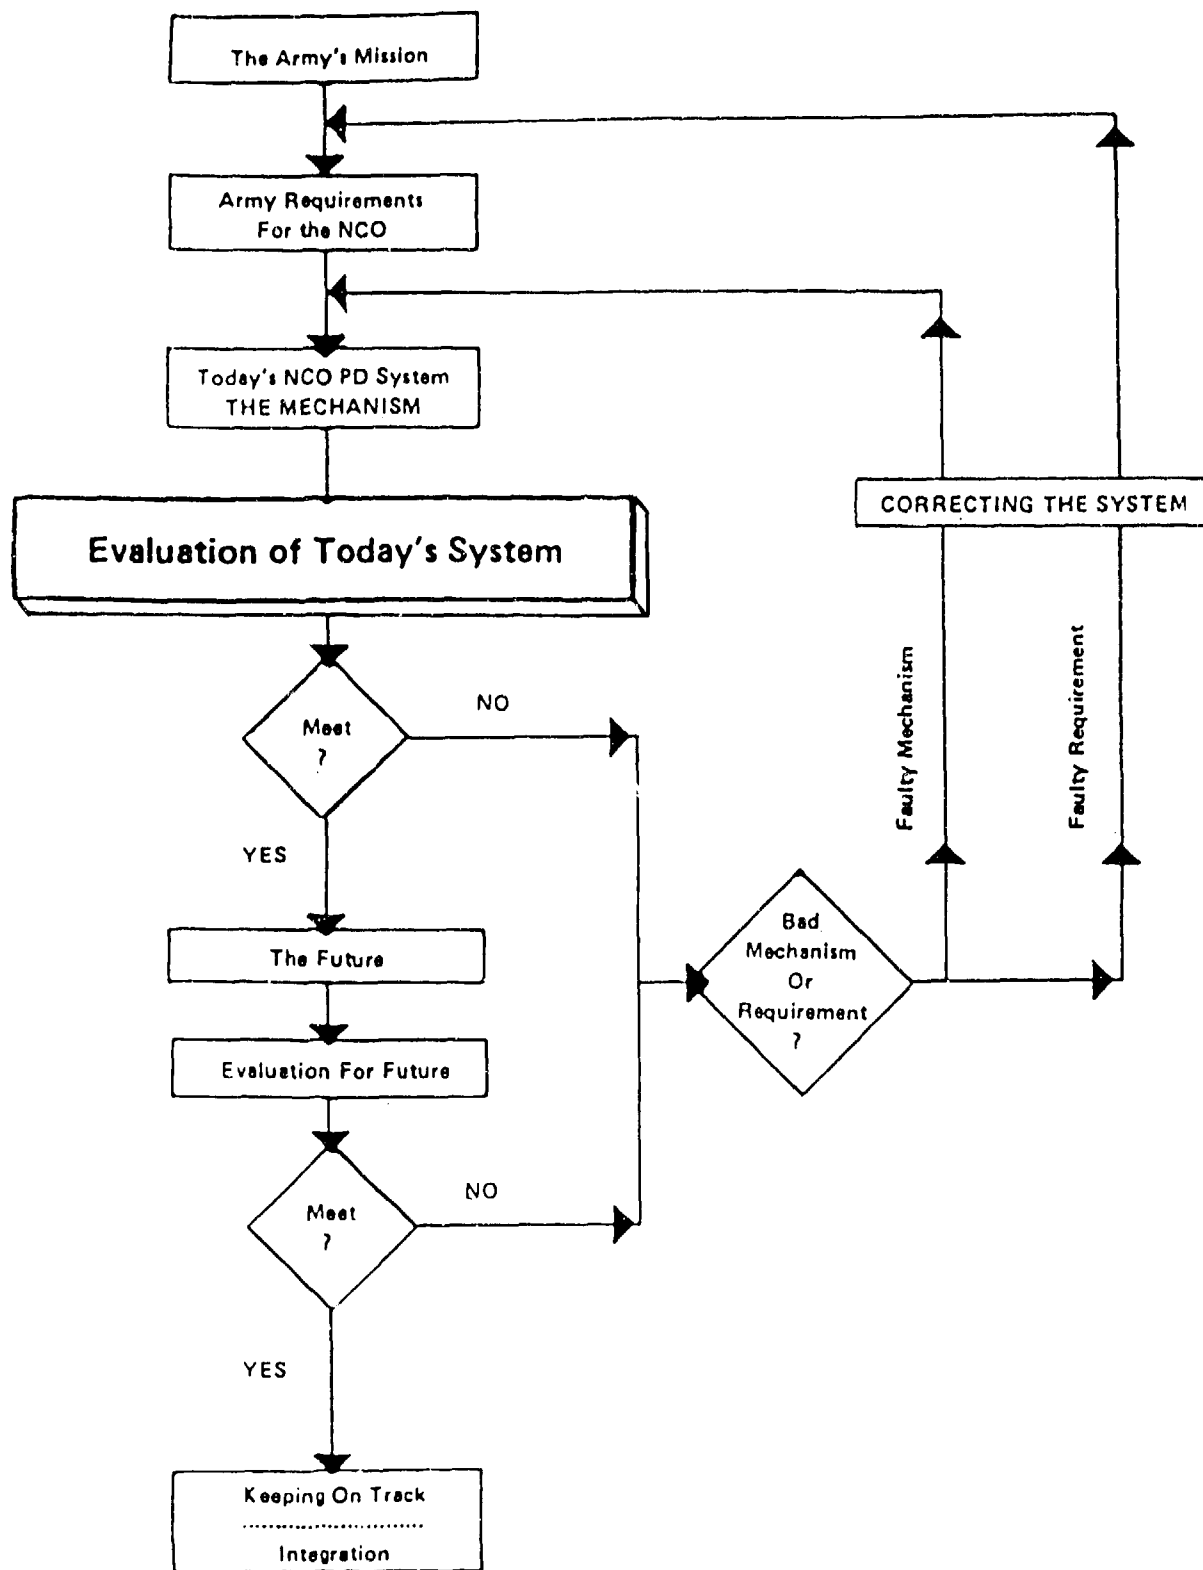 The Army's Mission
Army Requirements
For the NCO
Today's NCO PD System
THE MECHANISM
CORRECTING THE SYSTEM
Evaluation of Today's System
Faulty Mechanism
Faulty Requirement
Meet
?
NO
YES
Bad
Mechanism
Or
Requirement
?
The Future
Evaluation For Future
Meet
?
NO
YES
Keeping On Track
Integration